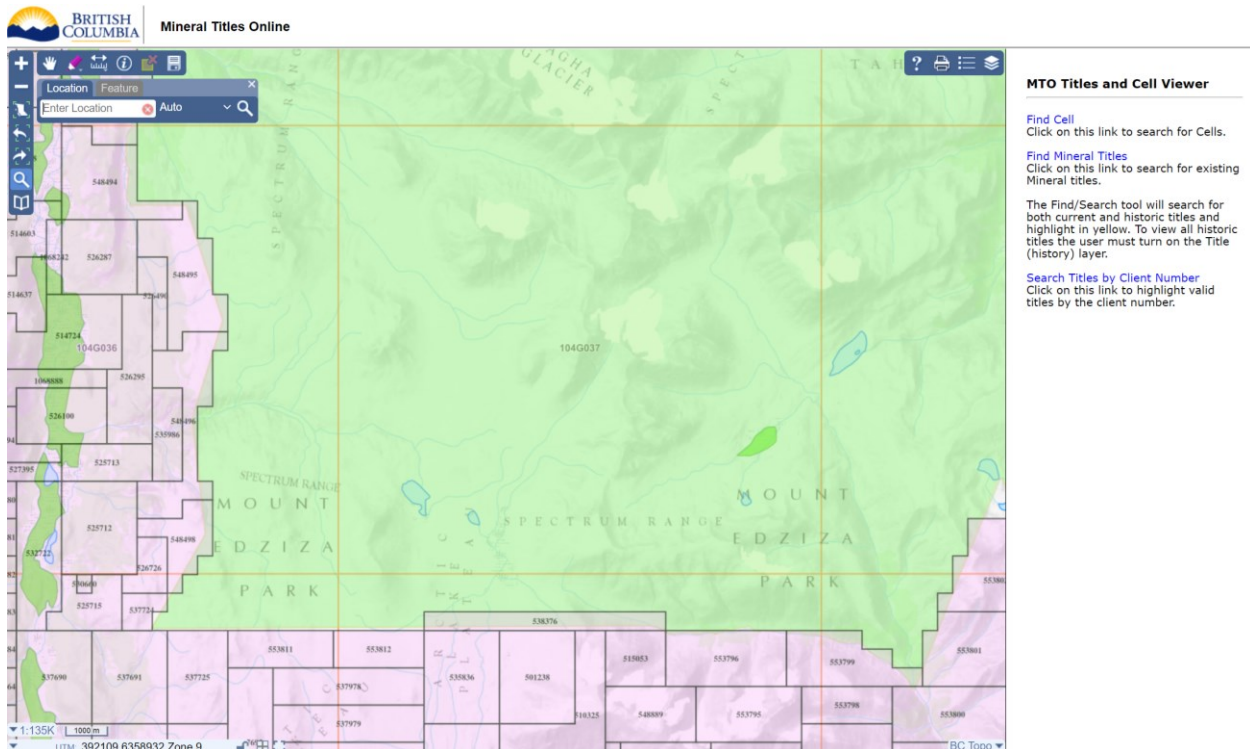 BRITISH
COLUMBIA
Mineral Titles Online
Location Feature
Enter Location Auto
MTO Titles and Cell Viewer
Find Cell
Click on this link to search for Cells.
Find Mineral Titles
Click on this link to search for existing
Mineral titles.
The Find/Search tool will search for
both current and historic titles and
highlight in yellow. To view all historic
titles the user must turn on the Title
(history) layer.
Search Titles by Client Number
Click on this link to highlight valid
titles by the client number.
GLACIER
SPECTRUM RANGE
548494
514603
1068242
526287
548495
514637
514724
104G036
104G037
1068888
526295
526100
548496
535986
527395
525713
SPECTRUM RANGE
MOUNT
EDZIZA
PARK
SPECTRUM RANGE
MOUNT
EDZIZA
PARK
525712
532722
548498
526726
525715
537724
538376
553811
553812
515053
553796
553799
553801
537690
537691
537725
537978
535836
501238
537979
510325
548889
553795
553798
553800
1:135K
1000 m
UTM 392109 6358932 Zone 9
BC Topo